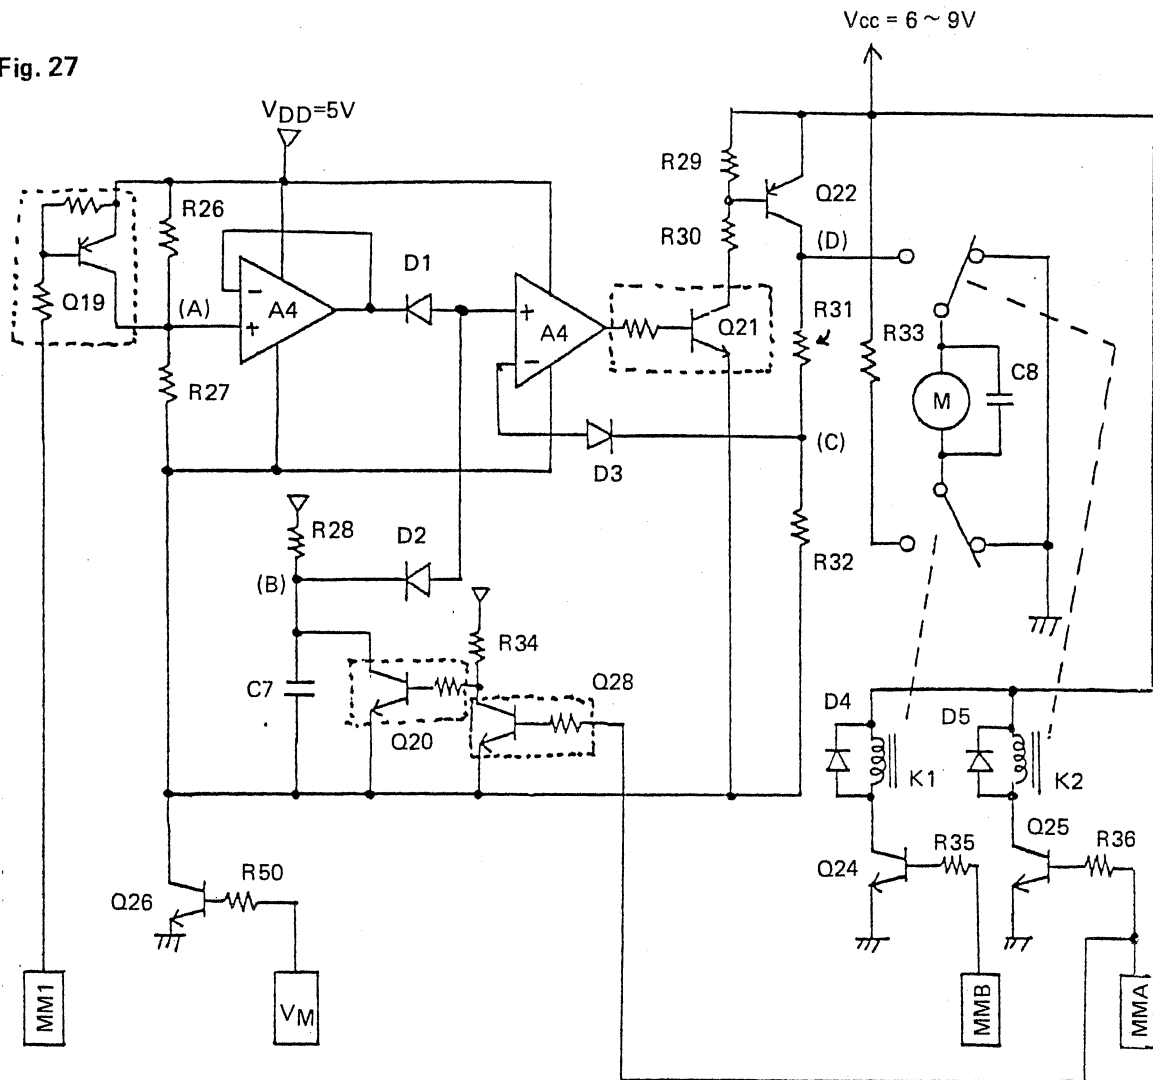 Vcc = 6 ~ 9V
Fig. 27
VDD=5V
R29
Q22
R26
R30
(D)
D1
Q19
(A)
A4
−
+
+
A4
−
Q21
R31
R33
R27
C8
M
(C)
D3
R28
D2
(B)
R32
R34
C7
Q28
D4
D5
Q20
K1
K2
Q25
R35
R36
Q24
R50
Q26
MM1
VM
MMB
MMA